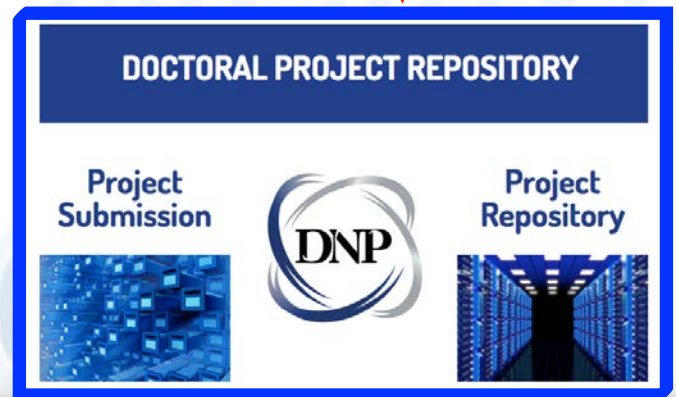 DOCTORAL PROJECT REPOSITORY
Project
Submission
DNP
Project
Repository